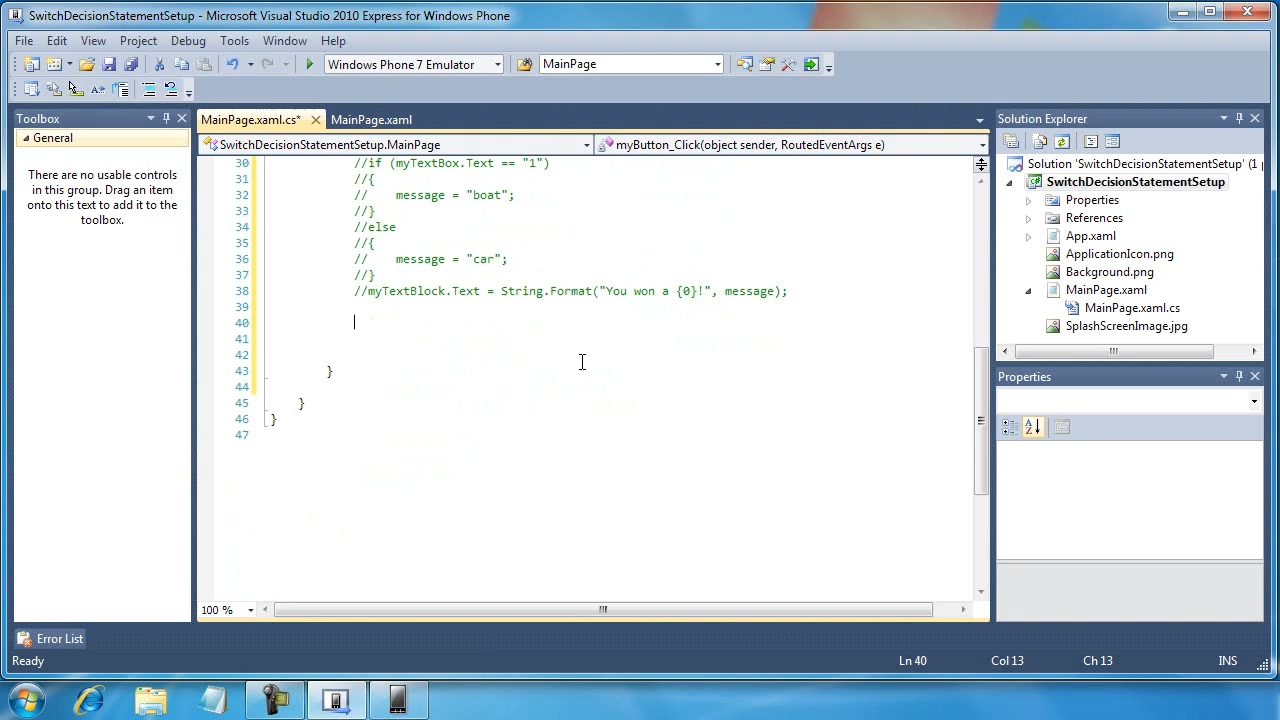 SwitchDecisionStatementSetup - Microsoft Visual Studio 2010 Express for Windows Phone
File Edit View Project Debug Tools Window Help
Windows Phone 7 Emulator MainPage
Toolbox
General
There are no usable controls
in this group. Drag an item
onto this text to add it to the
toolbox.
MainPage.xaml.cs* MainPage.xaml
SwitchDecisionStatementSetup.MainPage myButton_Click(object sender, RoutedEventArgs e)
30 //if (myTextBox.Text == "1")
31 //{
32 // message = "boat";
33 //}
34 //else
35 //{
36 // message = "car";
37 //}
38 //myTextBlock.Text = String.Format("You won a {0}!", message);
39
40
41
42
43 }
44
45 }
46 }
47
100 %
Solution Explorer
Solution 'SwitchDecisionStatementSetup' (1 p
SwitchDecisionStatementSetup
Properties
References
App.xaml
ApplicationIcon.png
Background.png
MainPage.xaml
MainPage.xaml.cs
SplashScreenImage.jpg
Properties
Error List
Ready Ln 40 Col 13 Ch 13 INS